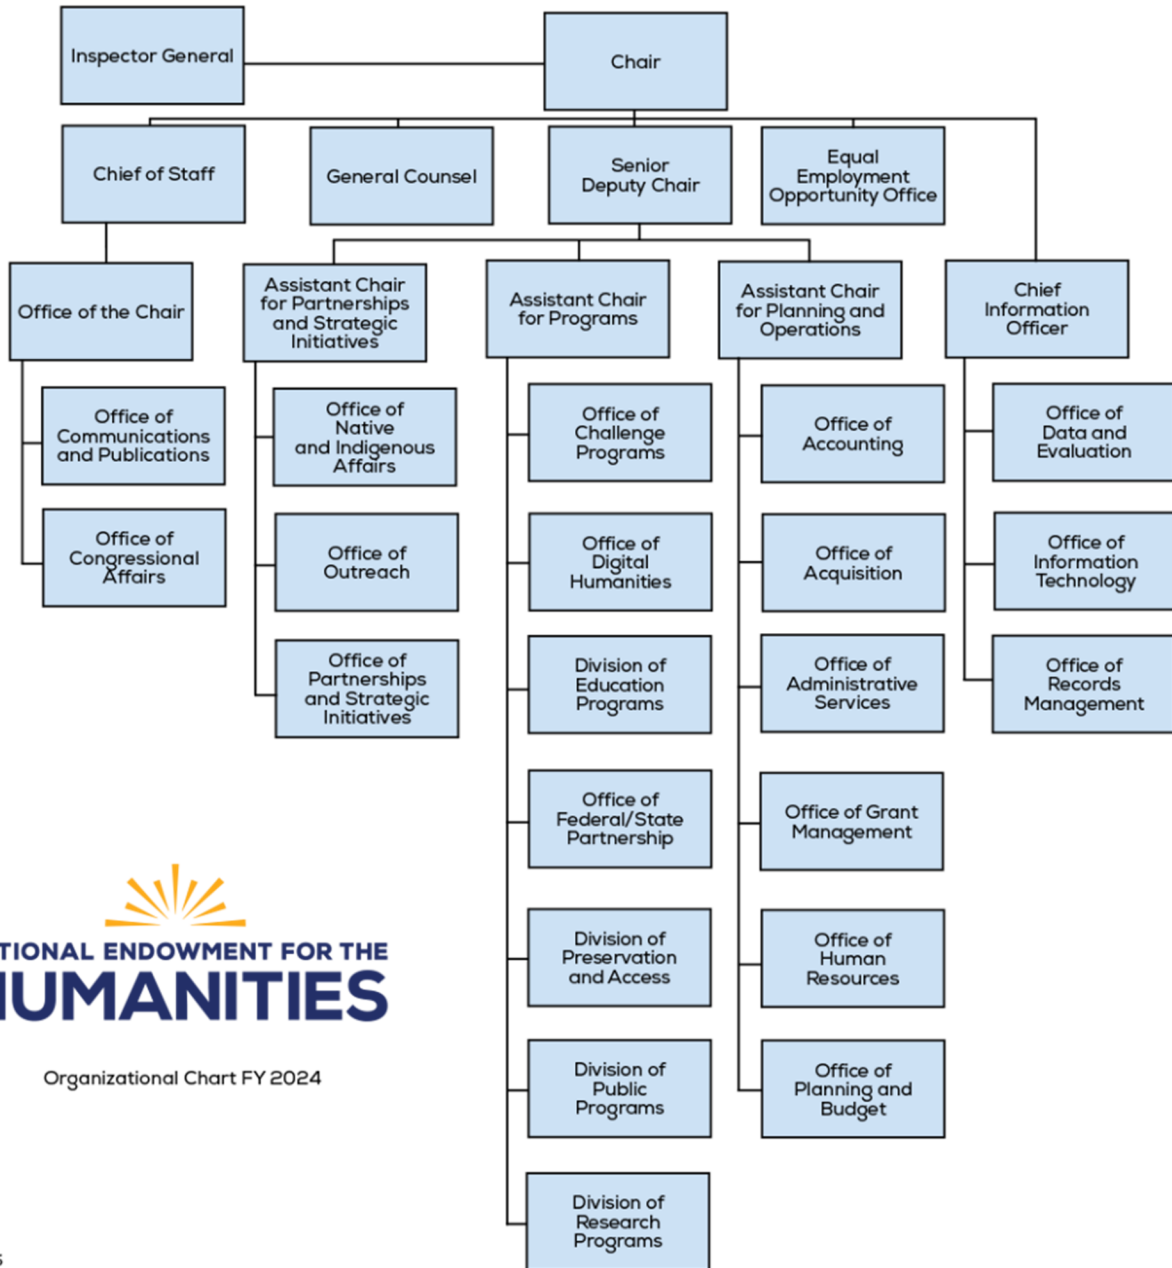 Inspector General
Chair
Chief of Staff
General Counsel
Senior
Deputy Chair
Equal
Employment
Opportunity Office
Office of the Chair
Assistant Chair
for Partnerships
and Strategic
Initiatives
Assistant Chair
for Programs
Assistant Chair
for Planning and
Operations
Chief
Information
Officer
Office of
Communications
and Publications
Office of
Congressional
Affairs
Office of
Native
and Indigenous
Affairs
Office of
Outreach
Office of
Partnerships
and Strategic
Initiatives
Office of
Challenge
Programs
Office of
Digital
Humanities
Division of
Education
Programs
Office of
Federal/State
Partnership
Division of
Preservation
and Access
Division of
Public
Programs
Division of
Research
Programs
Office of
Accounting
Office of
Acquisition
Office of
Administrative
Services
Office of Grant
Management
Office of
Human
Resources
Office of
Planning and
Budget
Office of
Data and
Evaluation
Office of
Information
Technology
Office of
Records
Management
TIONAL ENDOWMENT FOR THE
HUMANITIES
Organizational Chart FY 2024